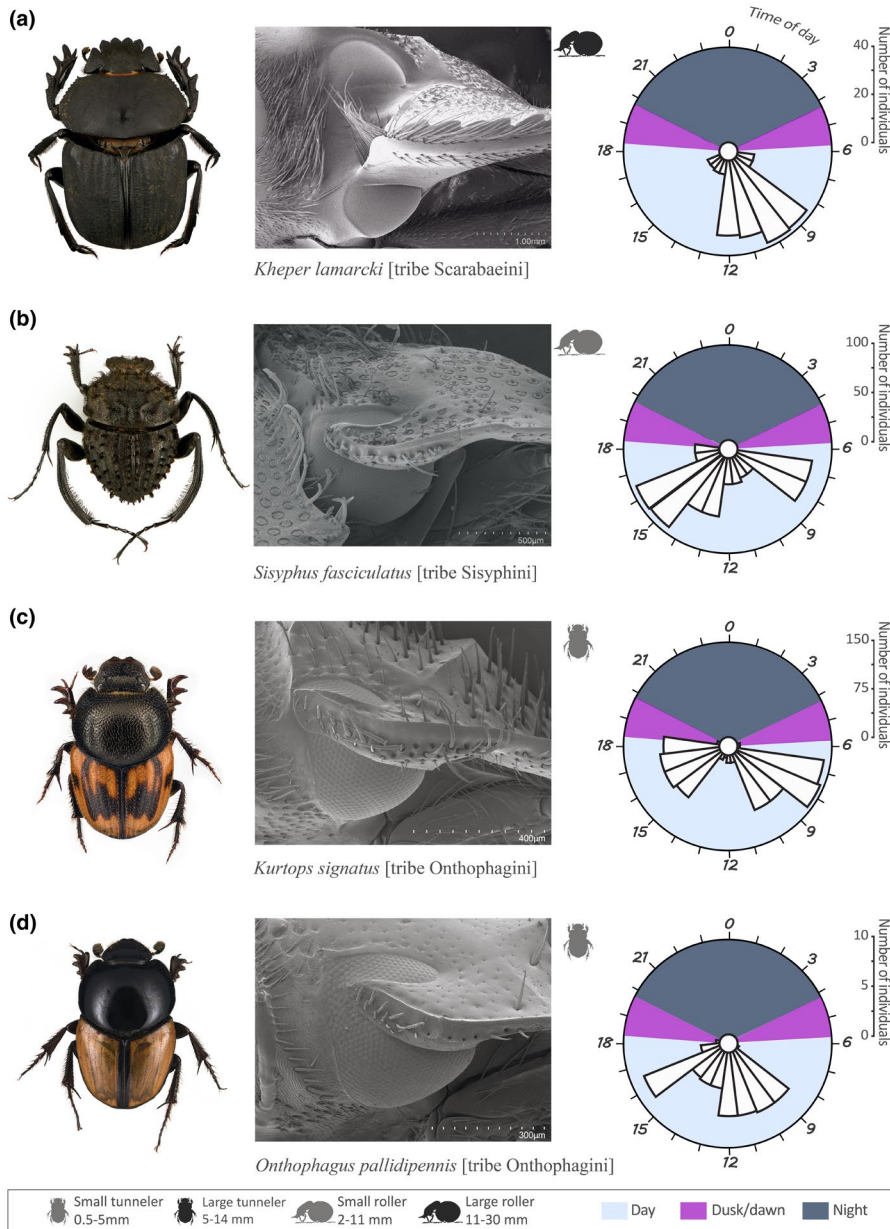 (a)
0
Time of day
3
6
9
12
15
18
21
40
20
0
Number of individuals
1.00mm
Kheper lamarcki [tribe Scarabaeini]
(b)
0
3
6
9
12
15
18
21
100
50
0
Number of individuals
500µm
Sisyphus fasciculatus [tribe Sisyphini]
(c)
0
3
6
9
12
15
18
21
150
75
0
Number of individuals
400µm
Kurtops signatus [tribe Onthophagini]
(d)
0
3
6
9
12
15
18
21
10
5
0
Number of individuals
300µm
Onthophagus pallidipennis [tribe Onthophagini]
Small tunneler
0.5-5mm
Large tunneler
5-14 mm
Small roller
2-11 mm
Large roller
11-30 mm
Day
Dusk/dawn
Night